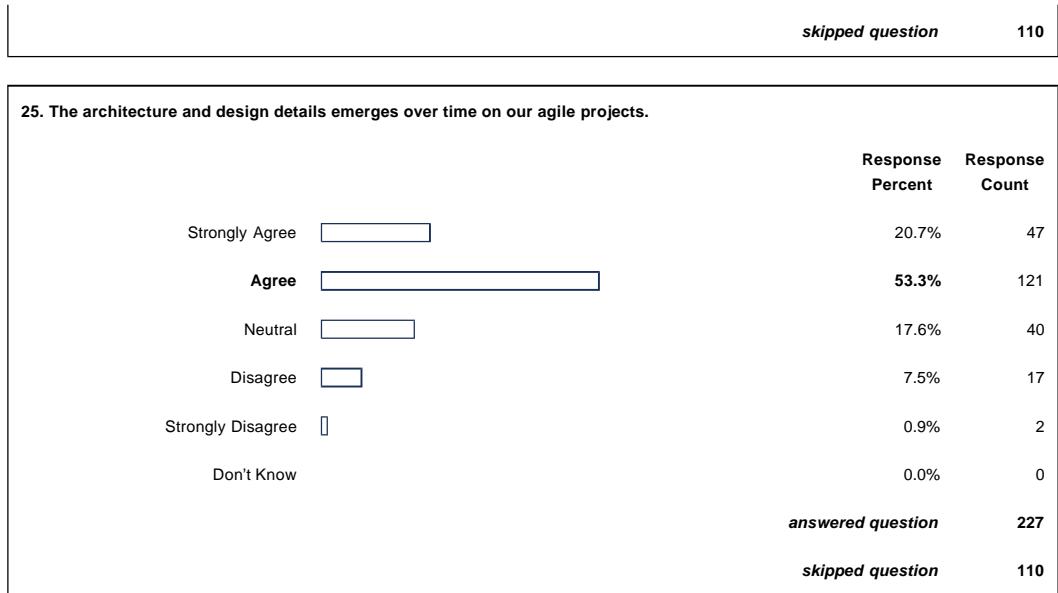 skipped question 110
25. The architecture and design details emerges over time on our agile projects.
Response Response
Percent Count
Strongly Agree 20.7% 47
Agree 53.3% 121
Neutral 17.6% 40
Disagree 7.5% 17
Strongly Disagree 0.9% 2
Don't Know 0.0% 0
answered question 227
skipped question 110